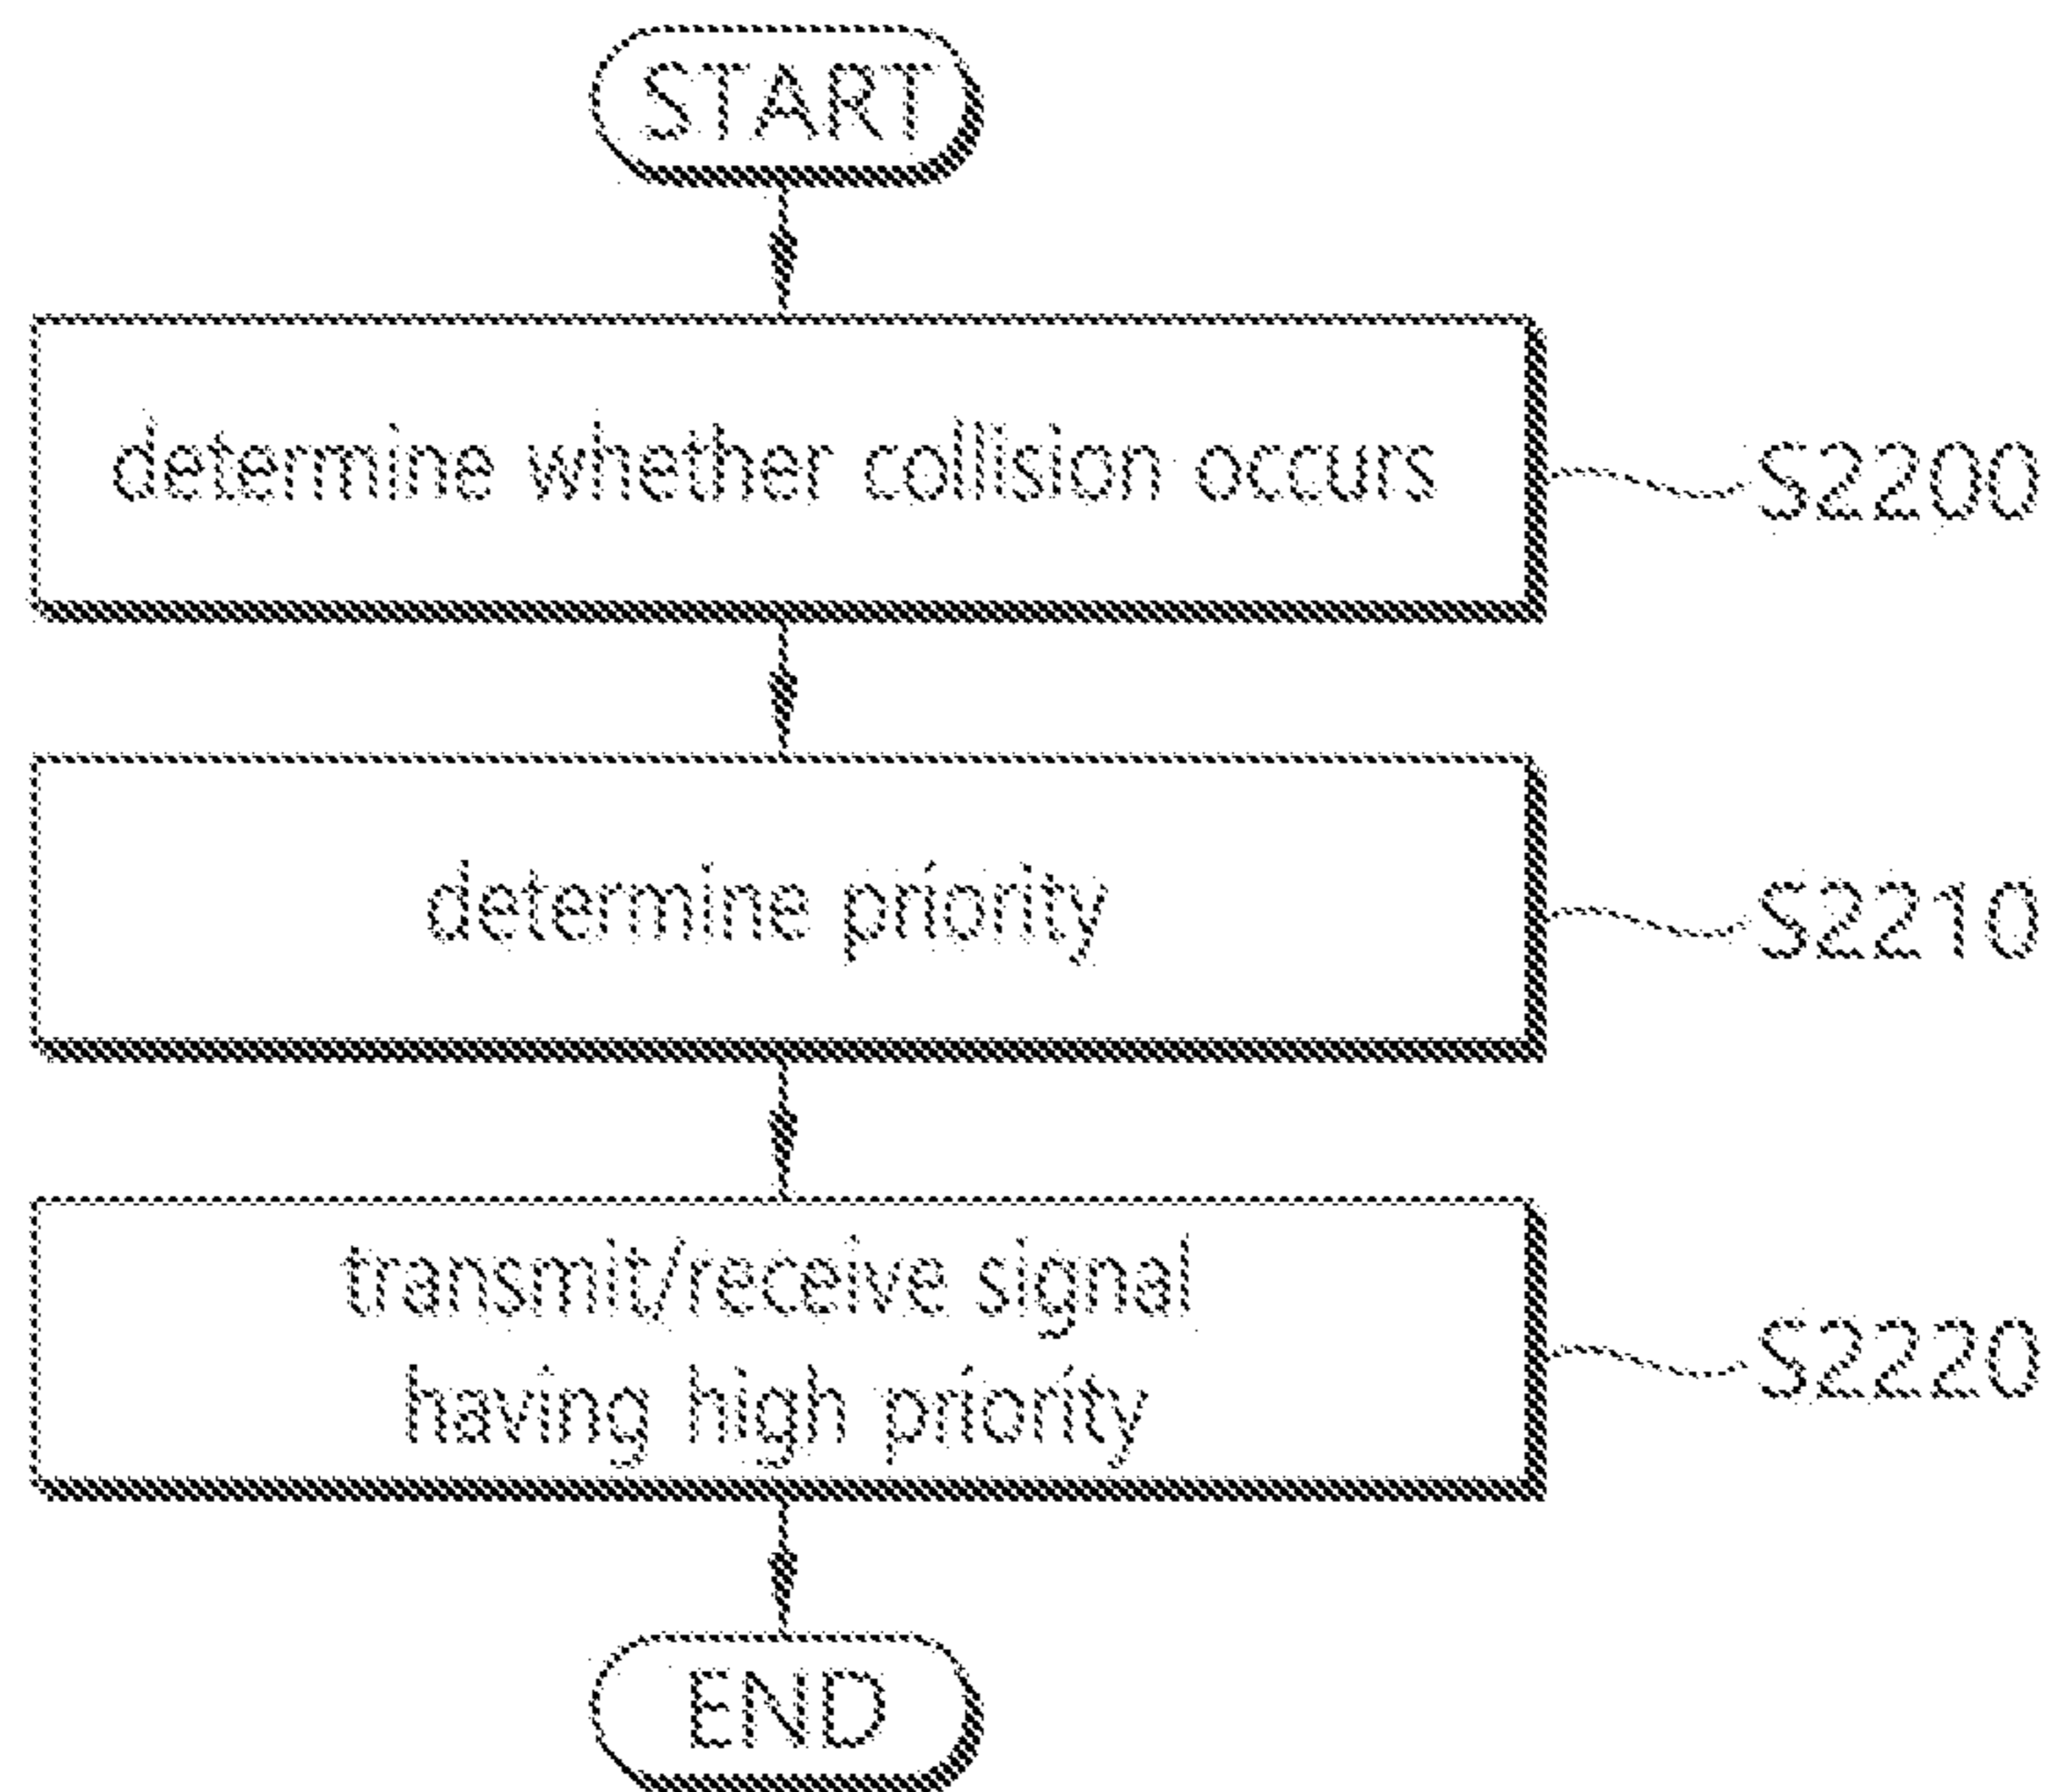 START
determine whether collision occurs
S2200
determine priority
S2210
transmit/receive signal
having high priority
S2220
END